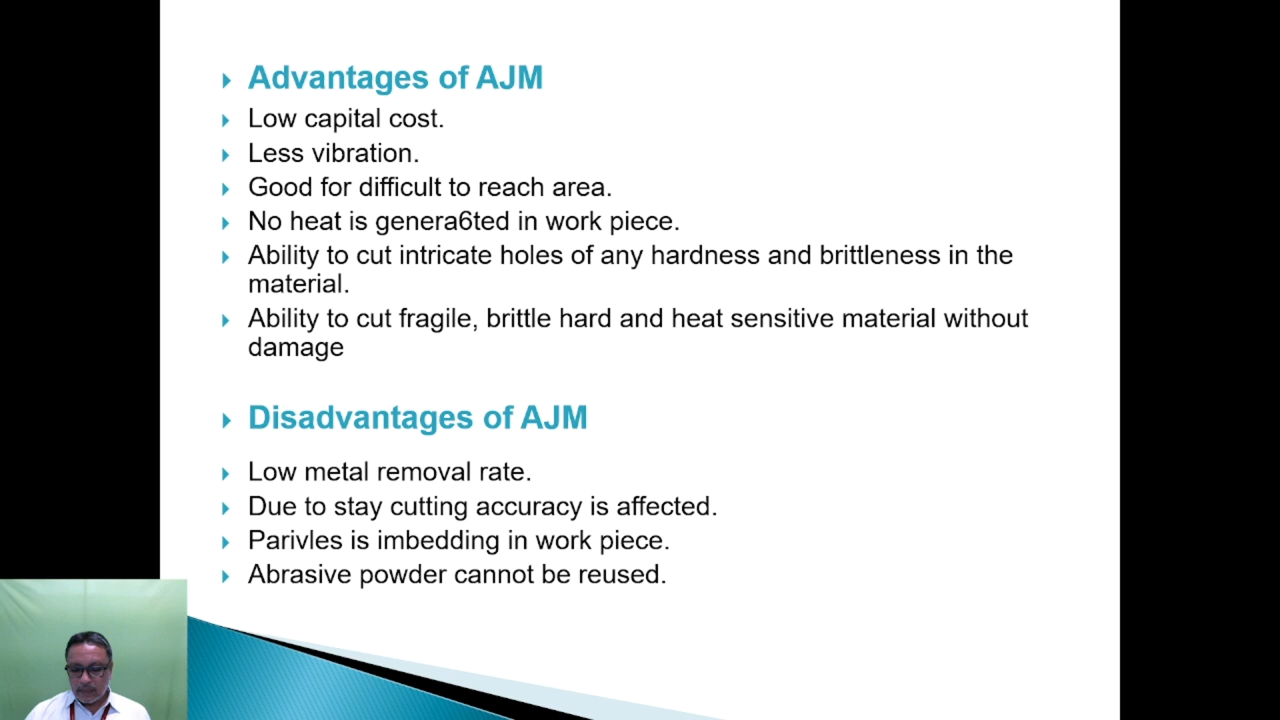 Advantages of AJM
Low capital cost.
Less vibration.
Good for difficult to reach area.
No heat is genera6ted in work piece.
Ability to cut intricate holes of any hardness and brittleness in the
material.
Ability to cut fragile, brittle hard and heat sensitive material without
damage
Disadvantages of AJM
Low metal removal rate.
Due to stay cutting accuracy is affected.
Parivles is imbedding in work piece.
Abrasive powder cannot be reused.